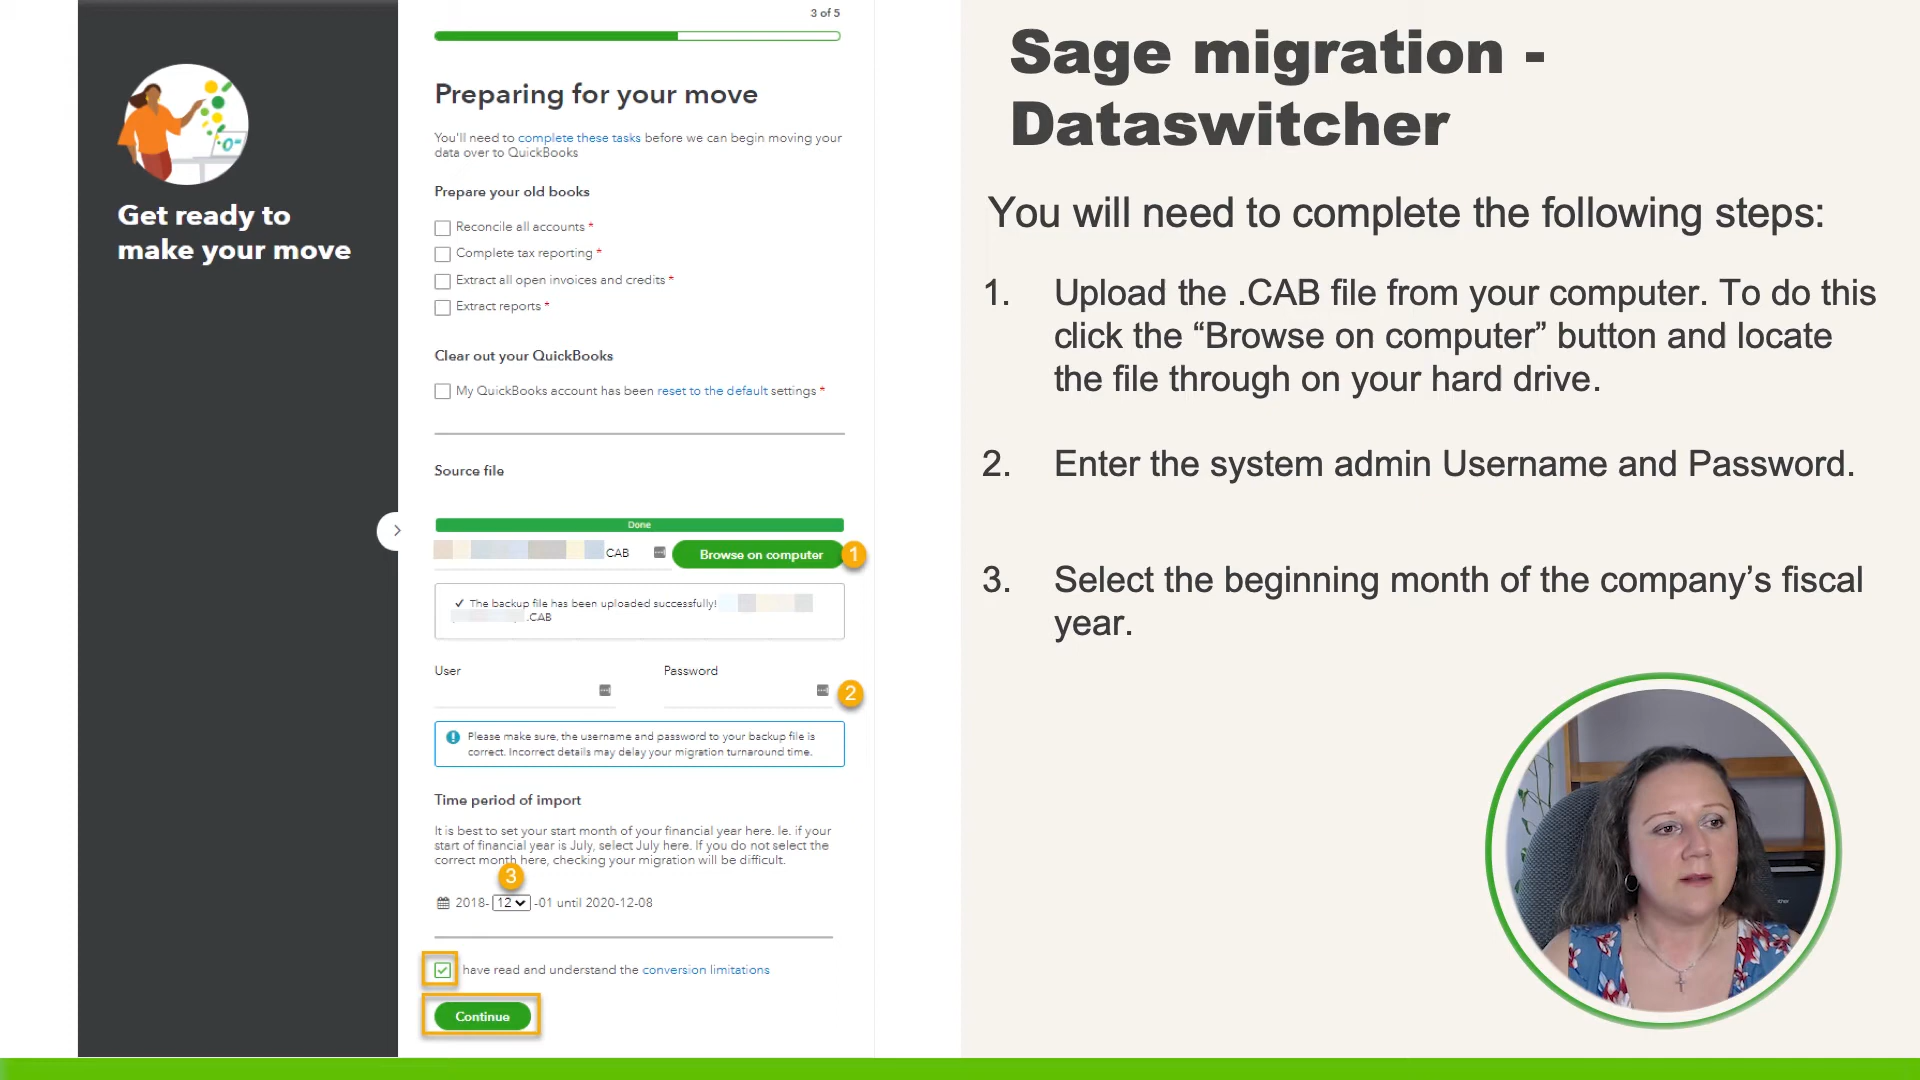 Get ready to
make your move
3 of 5
Preparing for your move
You'll need to complete these tasks before we can begin moving your
data over to QuickBooks
Prepare your old books
Reconcile all accounts *
Complete tax reporting *
Extract all open invoices and credits *
Extract reports *
Clear out your QuickBooks
My QuickBooks account has been reset to the default settings *
Source file
Done
CAB
Browse on computer
1
✓ The backup file has been uploaded successfully!
.CAB
User
Password
2
Please make sure, the username and password to your backup file is
correct. Incorrect details may delay your migration turnaround time.
Time period of import
It is best to set your start month of your financial year here. Ie. if your
start of financial year is July, select July here. If you do not select the
correct month here, checking your migration will be difficult.
3
2018- 12 -01 until 2020-12-08
have read and understand the conversion limitations
Continue
Sage migration -
Dataswitcher
You will need to complete the following steps:
1. Upload the .CAB file from your computer. To do this
click the “Browse on computer” button and locate
the file through on your hard drive.
2. Enter the system admin Username and Password.
3. Select the beginning month of the company’s fiscal
year.